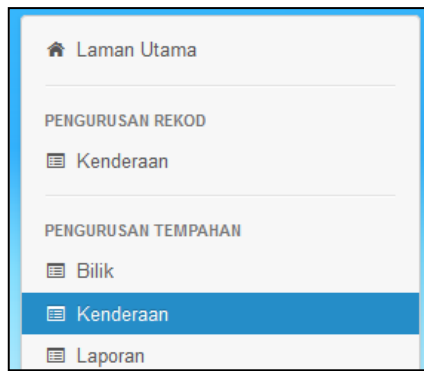 Laman Utama
PENGURUSAN REKOD
Kenderaan
PENGURUSAN TEMPAHAN
Bilik
Kenderaan
Laporan